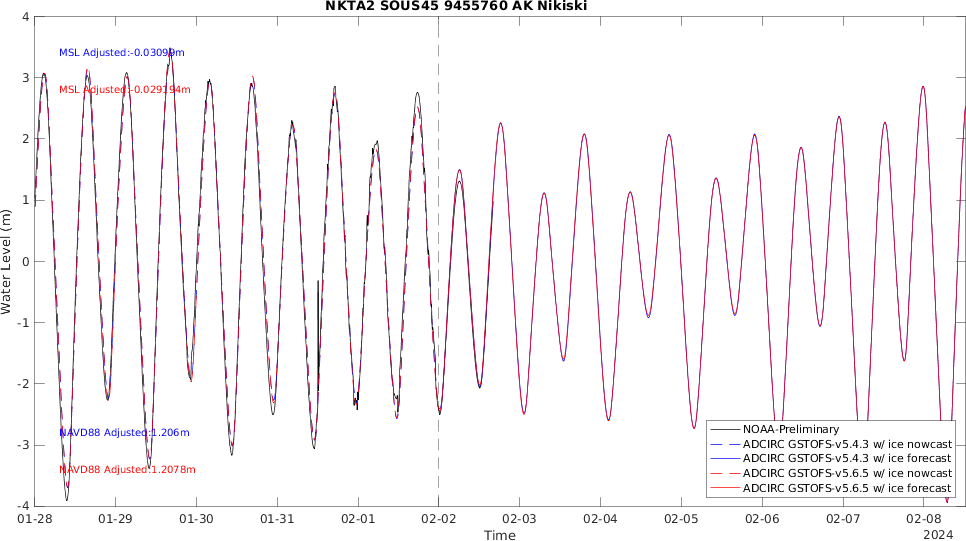 NKTA2 SOUS45 9455760 AK Nikiski
4
MSL Adjusted:-0.03099m
3
MSL Adjusted:-0.029194m
2
1
Water Level (m)
0
-1
-2
NOAA-Preliminary
NAVD88 Adjusted:1.206m
ADCIRC GSTOFS-v5.4.3 w/ ice nowcast
-3
ADCIRC GSTOFS-v5.4.3 w/ ice forecast
NAVD88 Adjusted:1.2078m
ADCIRC GSTOFS-v5.6.5 w/ ice nowcast
ADCIRC GSTOFS-v5.6.5 w/ ice forecast
-4
01-28 01-29 01-30 01-31 02-01 02-02 02-03 02-04 02-05 02-06 02-07 02-08
Time
2024